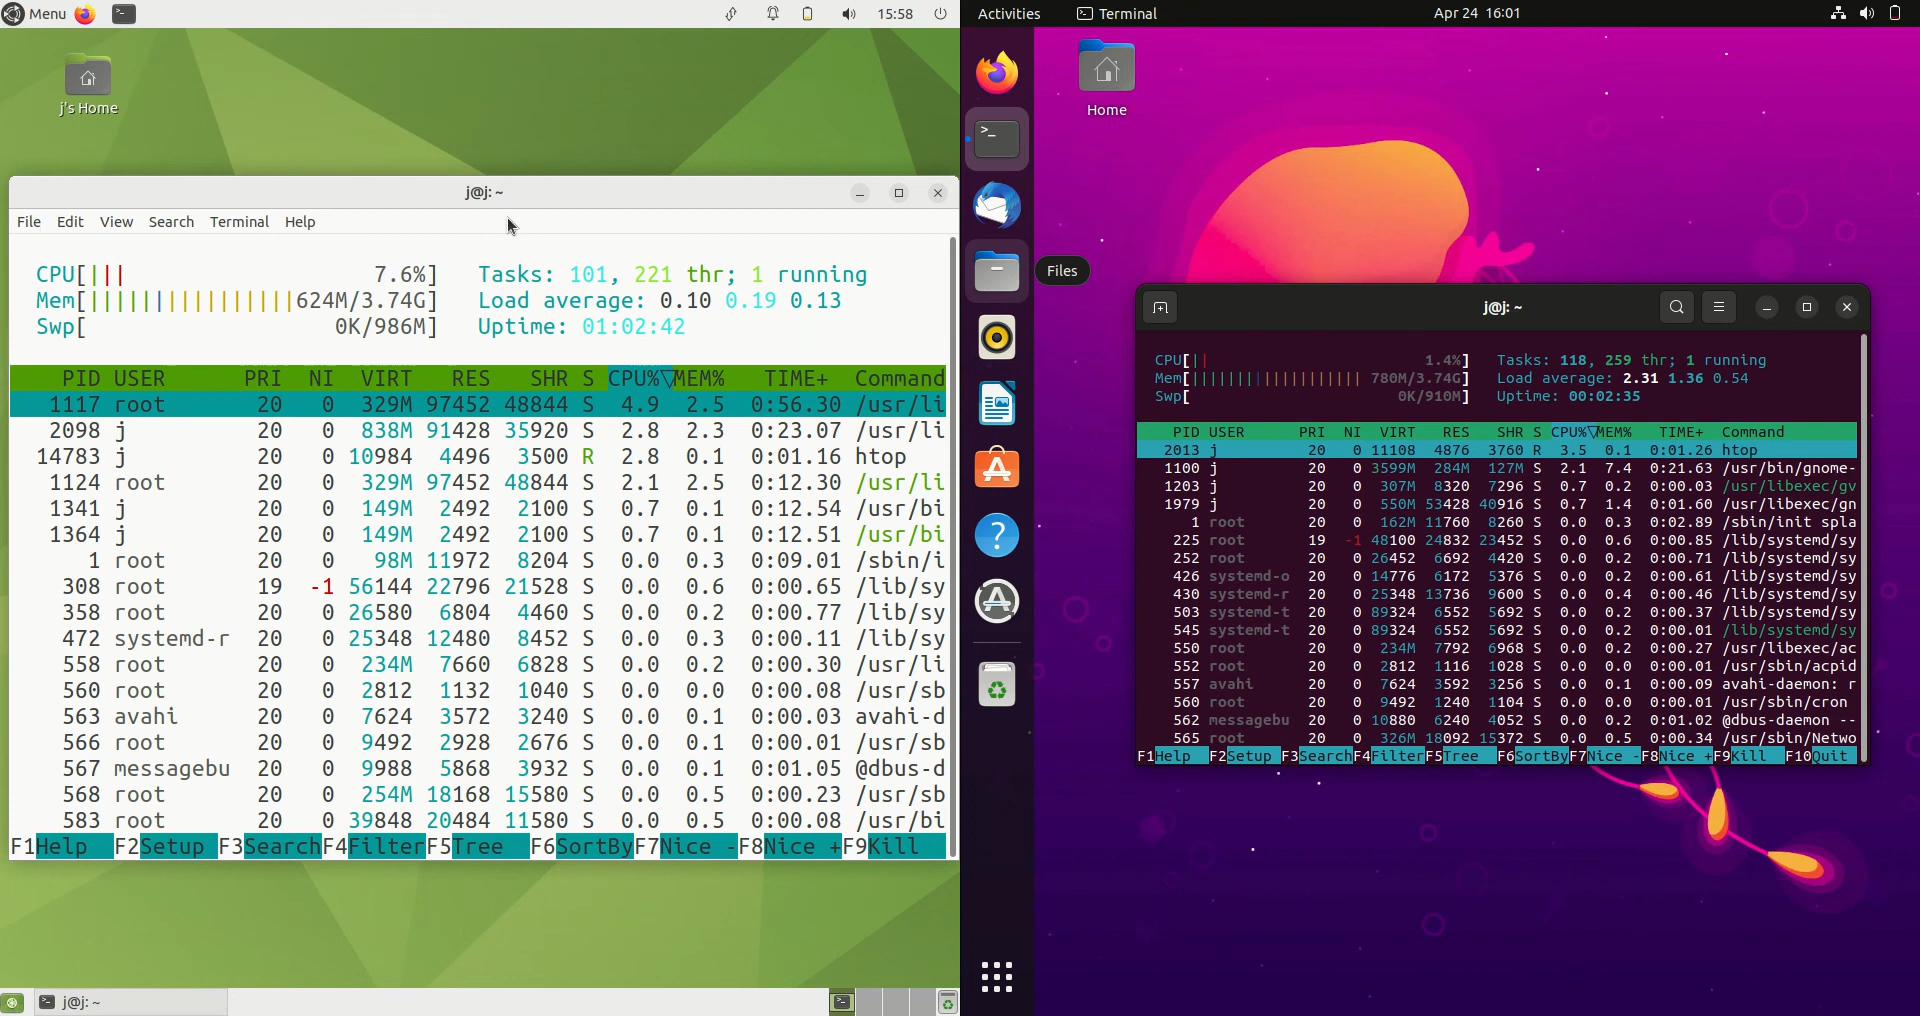 Menu
15:58
j's Home
j@j: ~
File Edit View Search Terminal Help
CPU[||| 7.6%] Tasks: 101, 221 thr; 1 running
Mem[||||||||||||||||624M/3.74G] Load average: 0.10 0.19 0.13
Swp[ 0K/986M] Uptime: 01:02:42
PID USER PRI NI VIRT RES SHR S CPU%▽MEM% TIME+ Command
1117 root 20 0 329M 97452 48844 S 4.9 2.5 0:56.30 /usr/li
2098 j 20 0 838M 91428 35920 S 2.8 2.3 0:23.07 /usr/li
14783 j 20 0 10984 4496 3500 R 2.8 0.1 0:01.16 htop
1124 root 20 0 329M 97452 48844 S 2.1 2.5 0:12.30 /usr/li
1341 j 20 0 149M 2492 2100 S 0.7 0.1 0:12.54 /usr/bi
1364 j 20 0 149M 2492 2100 S 0.7 0.1 0:12.51 /usr/bi
1 root 20 0 98M 11972 8204 S 0.0 0.3 0:09.01 /sbin/i
308 root 19 -1 56144 22796 21528 S 0.0 0.6 0:00.65 /lib/sy
358 root 20 0 26580 6804 4460 S 0.0 0.2 0:00.77 /lib/sy
472 systemd-r 20 0 25348 12480 8452 S 0.0 0.3 0:00.11 /lib/sy
558 root 20 0 234M 7660 6828 S 0.0 0.2 0:00.30 /usr/li
560 root 20 0 2812 1132 1040 S 0.0 0.0 0:00.08 /usr/sb
563 avahi 20 0 7624 3572 3240 S 0.0 0.1 0:00.03 avahi-d
566 root 20 0 9492 2928 2676 S 0.0 0.1 0:00.01 /usr/sb
567 messagebu 20 0 9988 5868 3932 S 0.0 0.1 0:01.05 @dbus-d
568 root 20 0 254M 18168 15580 S 0.0 0.5 0:00.23 /usr/sb
583 root 20 0 39848 20484 11580 S 0.0 0.5 0:00.08 /usr/bi
F1Help F2Setup F3SearchF4FilterF5Tree F6SortByF7Nice -F8Nice +F9Kill
j@j: ~
Activities Terminal Apr 24 16:01
Home
Files
j@j: ~
CPU[|| 1.4%] Tasks: 118, 259 thr; 1 running
Mem[||||||||||||||||||| 780M/3.74G] Load average: 2.31 1.36 0.54
Swp[ 0K/910M] Uptime: 00:02:35
PID USER PRI NI VIRT RES SHR S CPU%▽MEM% TIME+ Command
2013 j 20 0 11108 4876 3760 R 3.5 0.1 0:01.26 htop
1100 j 20 0 3599M 284M 127M S 2.1 7.4 0:21.63 /usr/bin/gnome-
1203 j 20 0 307M 8320 7296 S 0.7 0.2 0:00.03 /usr/libexec/gv
1979 j 20 0 550M 53428 40916 S 0.7 1.4 0:01.60 /usr/libexec/gn
1 root 20 0 162M 11760 8260 S 0.0 0.3 0:02.89 /sbin/init spla
225 root 19 -1 48100 24832 23452 S 0.0 0.6 0:00.85 /lib/systemd/sy
252 root 20 0 26452 6692 4420 S 0.0 0.2 0:00.71 /lib/systemd/sy
426 systemd-o 20 0 14776 6172 5376 S 0.0 0.2 0:00.61 /lib/systemd/sy
430 systemd-r 20 0 25348 13736 9600 S 0.0 0.4 0:00.46 /lib/systemd/sy
503 systemd-t 20 0 89324 6552 5692 S 0.0 0.2 0:00.37 /lib/systemd/sy
545 systemd-t 20 0 89324 6552 5692 S 0.0 0.2 0:00.01 /lib/systemd/sy
550 root 20 0 234M 7792 6968 S 0.0 0.2 0:00.27 /usr/libexec/ac
552 root 20 0 2812 1116 1028 S 0.0 0.0 0:00.01 /usr/sbin/acpid
557 avahi 20 0 7624 3592 3256 S 0.0 0.1 0:00.09 avahi-daemon: r
560 root 20 0 9492 1240 1104 S 0.0 0.0 0:00.01 /usr/sbin/cron
562 messagebu 20 0 10880 6240 4052 S 0.0 0.2 0:01.02 @dbus-daemon --
565 root 20 0 326M 18092 15372 S 0.0 0.5 0:00.34 /usr/sbin/Netwo
F1Help F2Setup F3SearchF4FilterF5Tree F6SortByF7Nice -F8Nice +F9Kill F10Quit